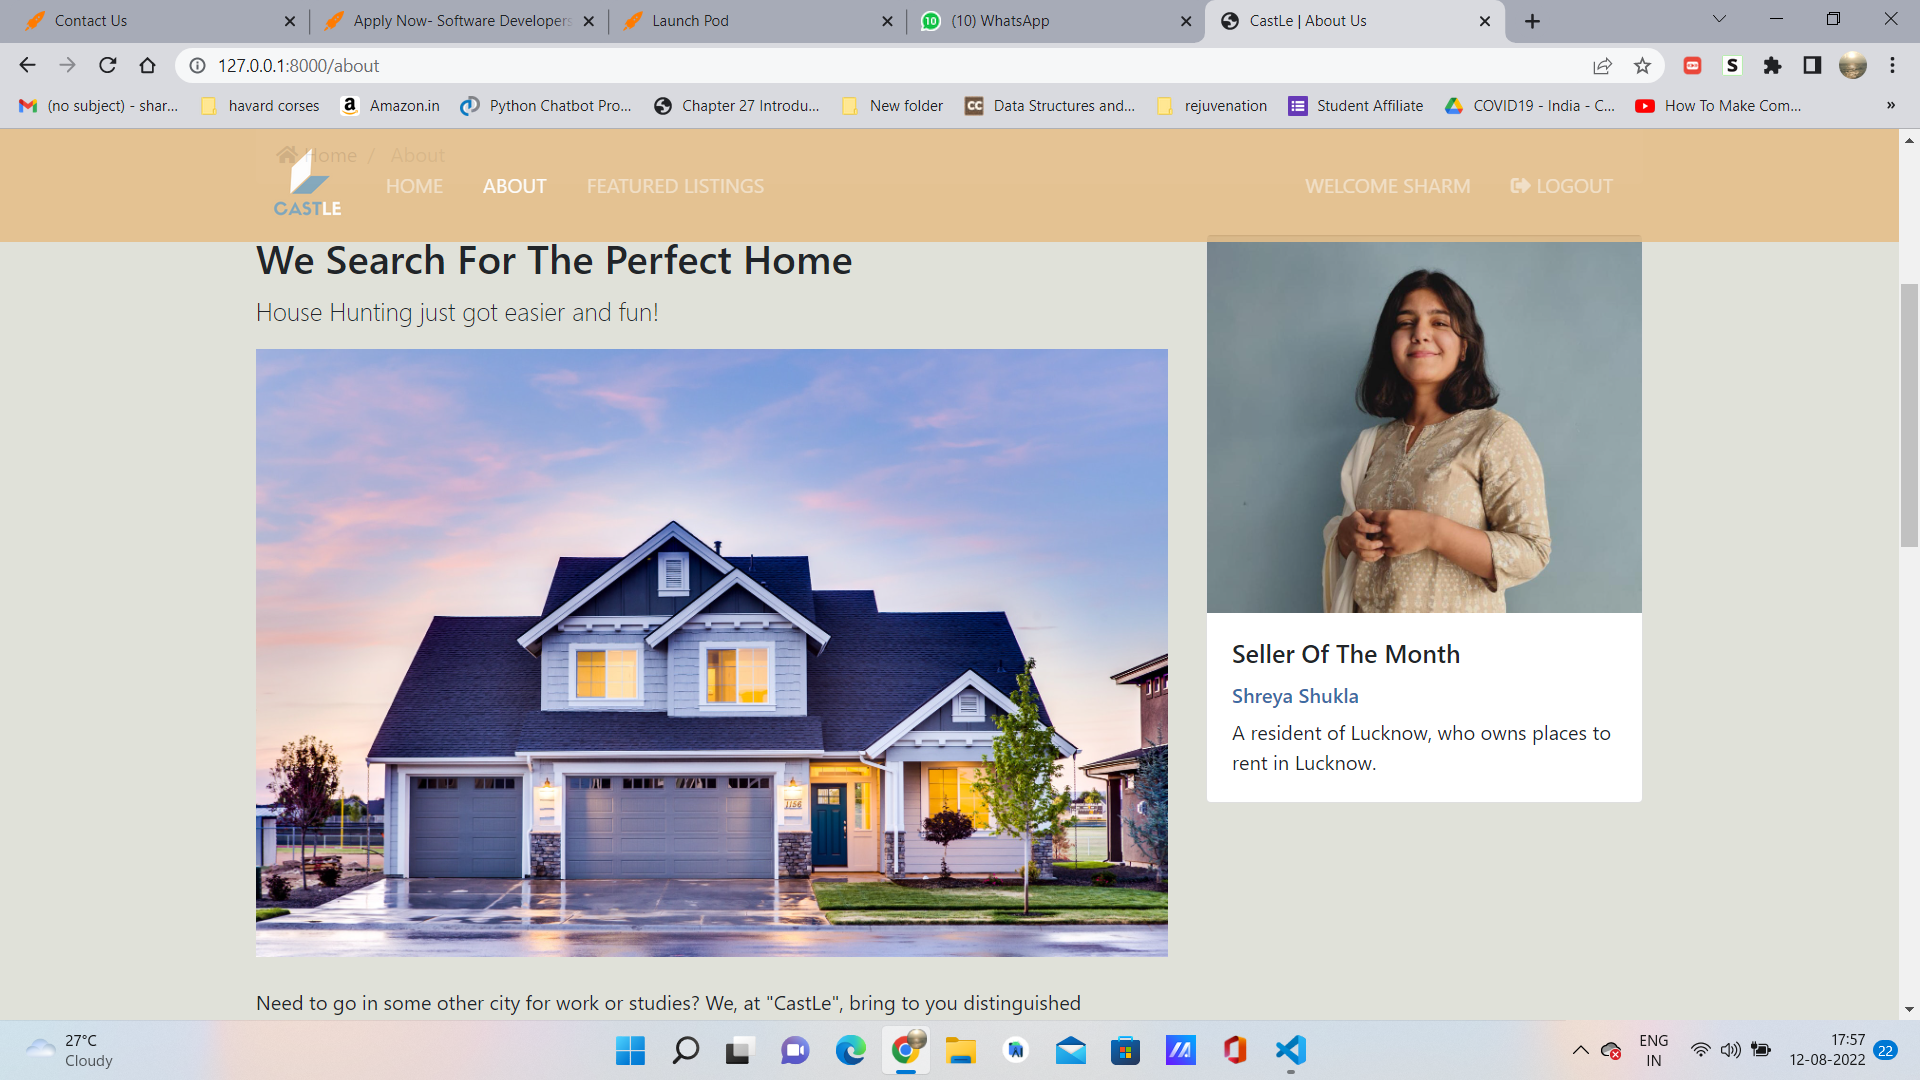 Contact Us
Apply Now- Software Developers
Launch Pod
(10) WhatsApp
CastLe | About Us
127.0.0.1:8000/about
(no subject) - shar...
havard corses
Amazon.in
Python Chatbot Pro...
Chapter 27 Introdu...
New folder
Data Structures and...
rejuvenation
Student Affiliate
COVID19 - India - C...
How To Make Com...
»
Home / About
CASTLE
HOME
ABOUT
FEATURED LISTINGS
WELCOME SHARM
LOGOUT
We Search For The Perfect Home
House Hunting just got easier and fun!
1156
Seller Of The Month
Shreya Shukla
A resident of Lucknow, who owns places to
rent in Lucknow.
Need to go in some other city for work or studies? We, at "CastLe", bring to you distinguished
27°C
Cloudy
ENG
IN
17:57
12-08-2022
22